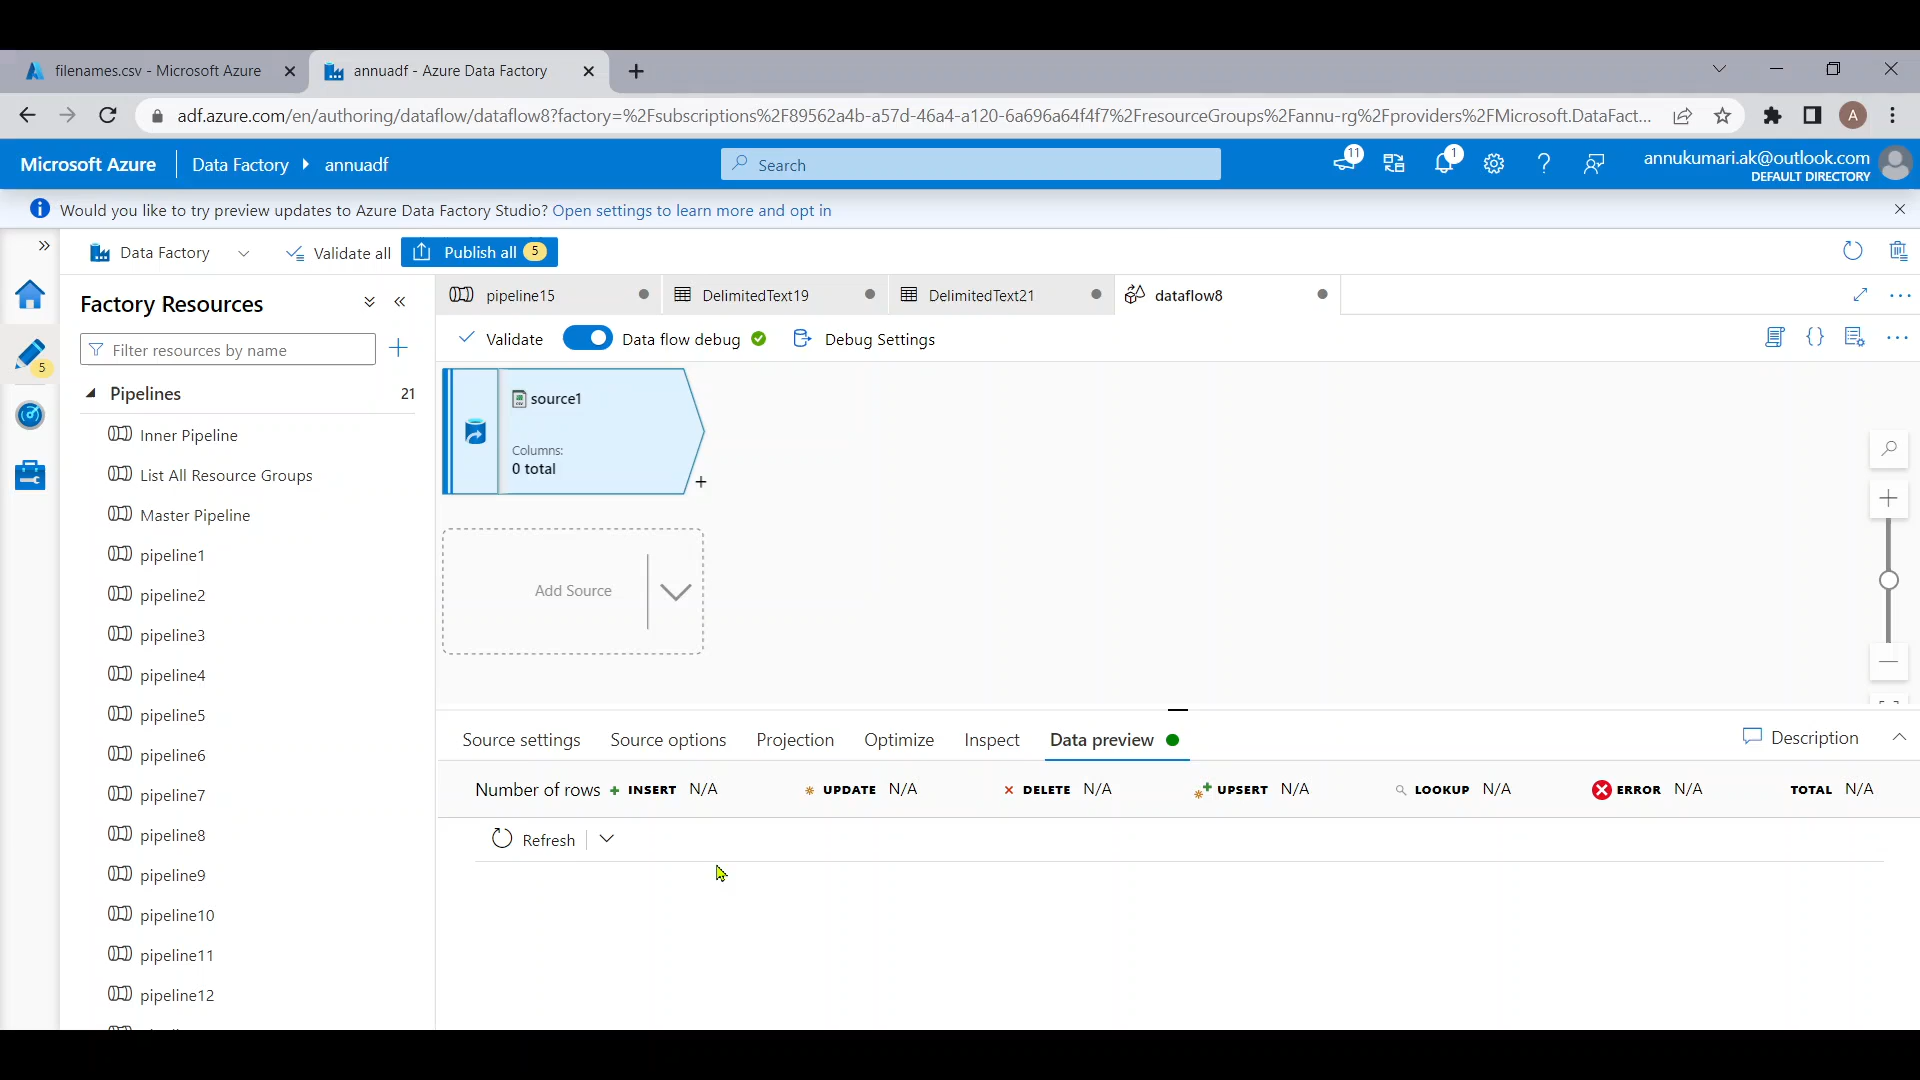 filenames.csv - Microsoft Azure
annuadf - Azure Data Factory
adf.azure.com/en/authoring/dataflow/dataflow8?factory=%2Fsubscriptions%2F89562a4b-a57d-46a4-a120-6a696a64f4f7%2FresourceGroups%2Fannu-rg%2Fproviders%2FMicrosoft.DataFact...
A
Microsoft Azure
Data Factory
annuadf
Search
11
1
annukumari.ak@outlook.com
DEFAULT DIRECTORY
Would you like to try preview updates to Azure Data Factory Studio? Open settings to learn more and opt in
Data Factory
Validate all
Publish all 5
Factory Resources
pipeline15
DelimitedText19
DelimitedText21
dataflow8
Filter resources by name
Validate
Data flow debug
Debug Settings
5
Pipelines 21
Inner Pipeline
List All Resource Groups
Master Pipeline
pipeline1
pipeline2
pipeline3
pipeline4
pipeline5
pipeline6
pipeline7
pipeline8
pipeline9
pipeline10
pipeline11
pipeline12
source1
Columns:
0 total
Add Source
Source settings
Source options
Projection
Optimize
Inspect
Data preview
Description
Number of rows
INSERT N/A
UPDATE N/A
DELETE N/A
UPSERT N/A
LOOKUP N/A
ERROR N/A
TOTAL N/A
Refresh